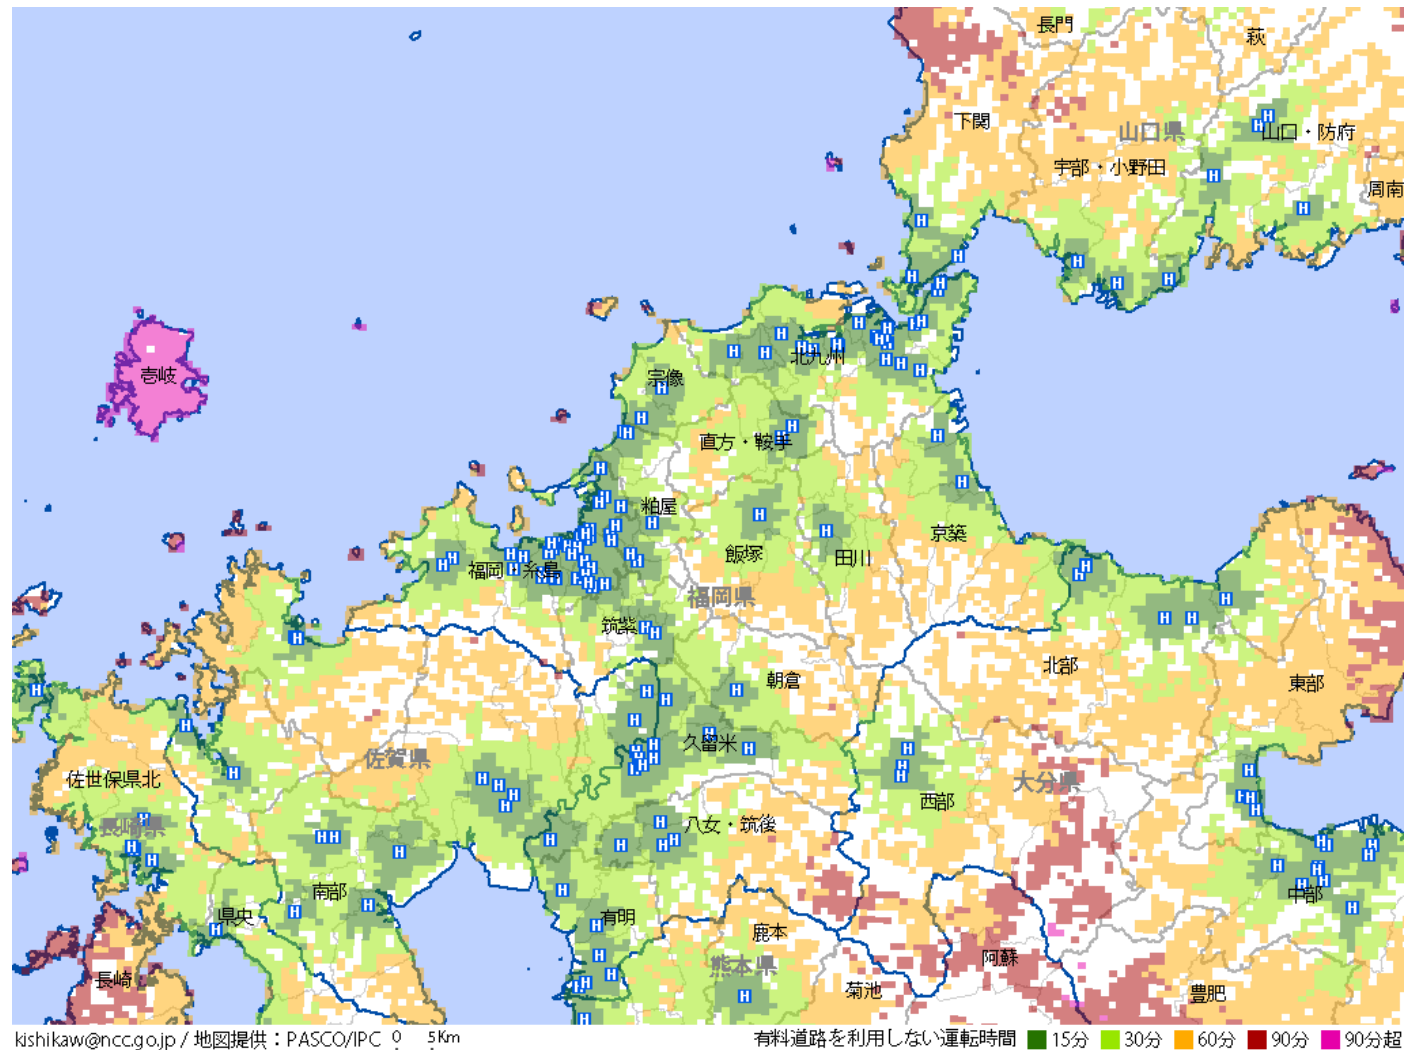 長門
萩
下関
山口県
山口・防府
宇部・小野田
周南
壱岐
北九州
宗像
直方・鞍手
粕屋
京築
飯塚
田川
福岡・糸島
福岡県
筑紫
朝倉
北部
東部
久留米
佐賀県
佐世保県北
大分県
西部
長崎県
八女・筑後
南部
中部
県央
有明
鹿本
熊本県
阿蘇
長崎
菊池
豊肥
kishikaw@ncc.go.jp / 地図提供：PASCO/IPC 0 5Km
有料道路を利用しない運転時間 15分 30分 60分 90分 90分超
H